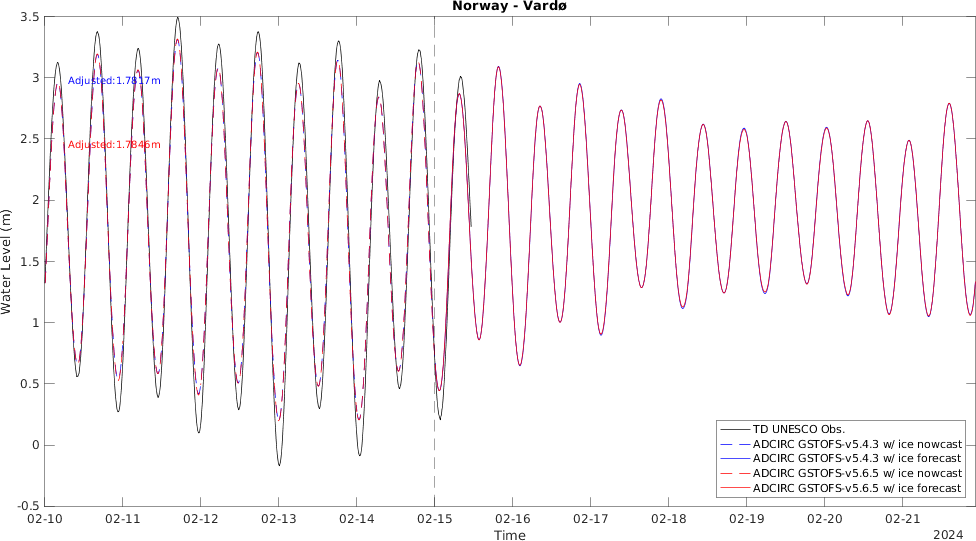 Norway - Vardø
3.5
3
2.5
2
1.5
1
0.5
0
-0.5
Water Level (m)
Adjusted:1.7817m
Adjusted:1.7846m
TD UNESCO Obs.
ADCIRC GSTOFS-v5.4.3 w/ ice nowcast
ADCIRC GSTOFS-v5.4.3 w/ ice forecast
ADCIRC GSTOFS-v5.6.5 w/ ice nowcast
ADCIRC GSTOFS-v5.6.5 w/ ice forecast
02-10 02-11 02-12 02-13 02-14 02-15 02-16 02-17 02-18 02-19 02-20 02-21
Time
2024